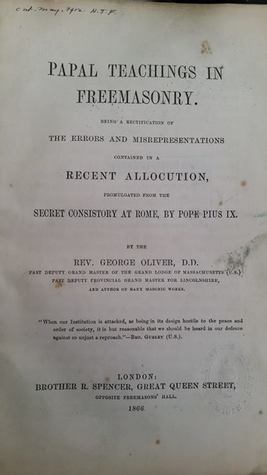 Cat. May, 1912. N.I.F.
PAPAL TEACHINGS IN
FREEMASONRY.
BEING A RECTIFICATION OF
THE ERRORS AND MISREPRESENTATIONS
CONTAINED IN A
RECENT ALLOCUTION,
PROMULGATED FROM THE
SECRET CONSISTORY AT ROME, BY POPE PIUS IX.
BY THE
REV. GEORGE OLIVER, D.D.
PAST DEPUTY GRAND MASTER OF THE GRAND LODGE OF MASSACHUSETTS (U.S.)
PAST DEPUTY PROVINCIAL GRAND MASTER FOR LINCOLNSHIRE,
AND AUTHOR OF MANY MASONIC WORKS.
"When our Institution is attacked, as being in its design hostile to the peace and
order of society, it is but reasonable that we should be heard in our defence
against so unjust a reproach."—BRO. GURLEY (U.S.).
LONDON:
BROTHER R. SPENCER, GREAT QUEEN STREET,
OPPOSITE FREEMASONS' HALL.
1866